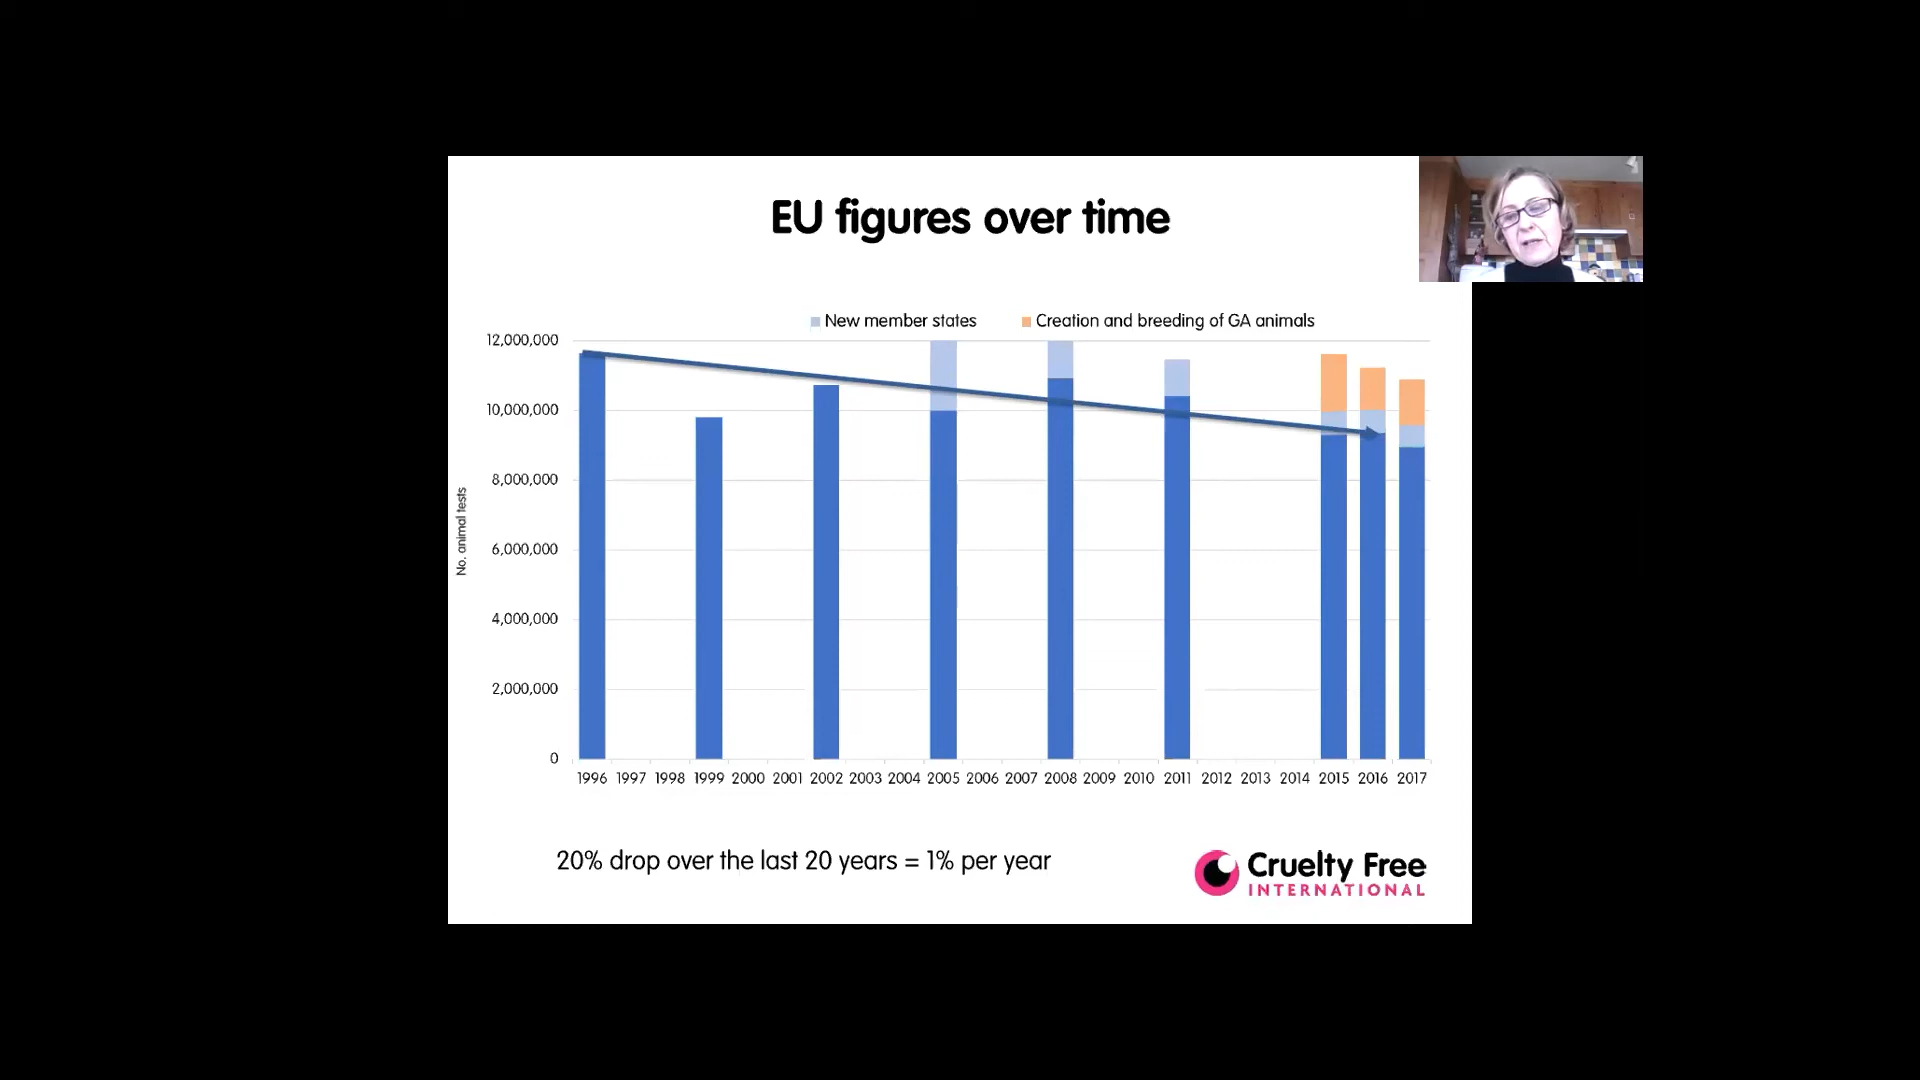 EU figures over time
New member states
Creation and breeding of GA animals
12,000,000
10,000,000
8,000,000
6,000,000
4,000,000
2,000,000
0
No. animal tests
1996 1997 1998 1999 2000 2001 2002 2003 2004 2005 2006 2007 2008 2009 2010 2011 2012 2013 2014 2015 2016 2017
20% drop over the last 20 years = 1% per year
Cruelty Free
INTERNATIONAL